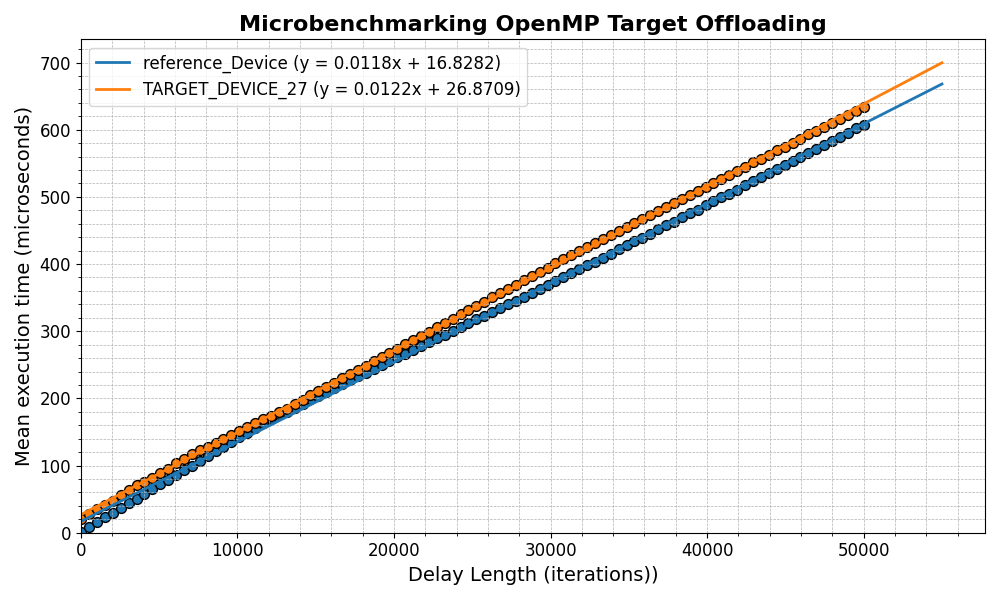 Microbenchmarking OpenMP Target Offloading
reference_Device (y = 0.0118x + 16.8282)
TARGET_DEVICE_27 (y = 0.0122x + 26.8709)
Mean execution time (microseconds)
700
600
500
400
300
200
100
0
0 10000 20000 30000 40000 50000
Delay Length (iterations))